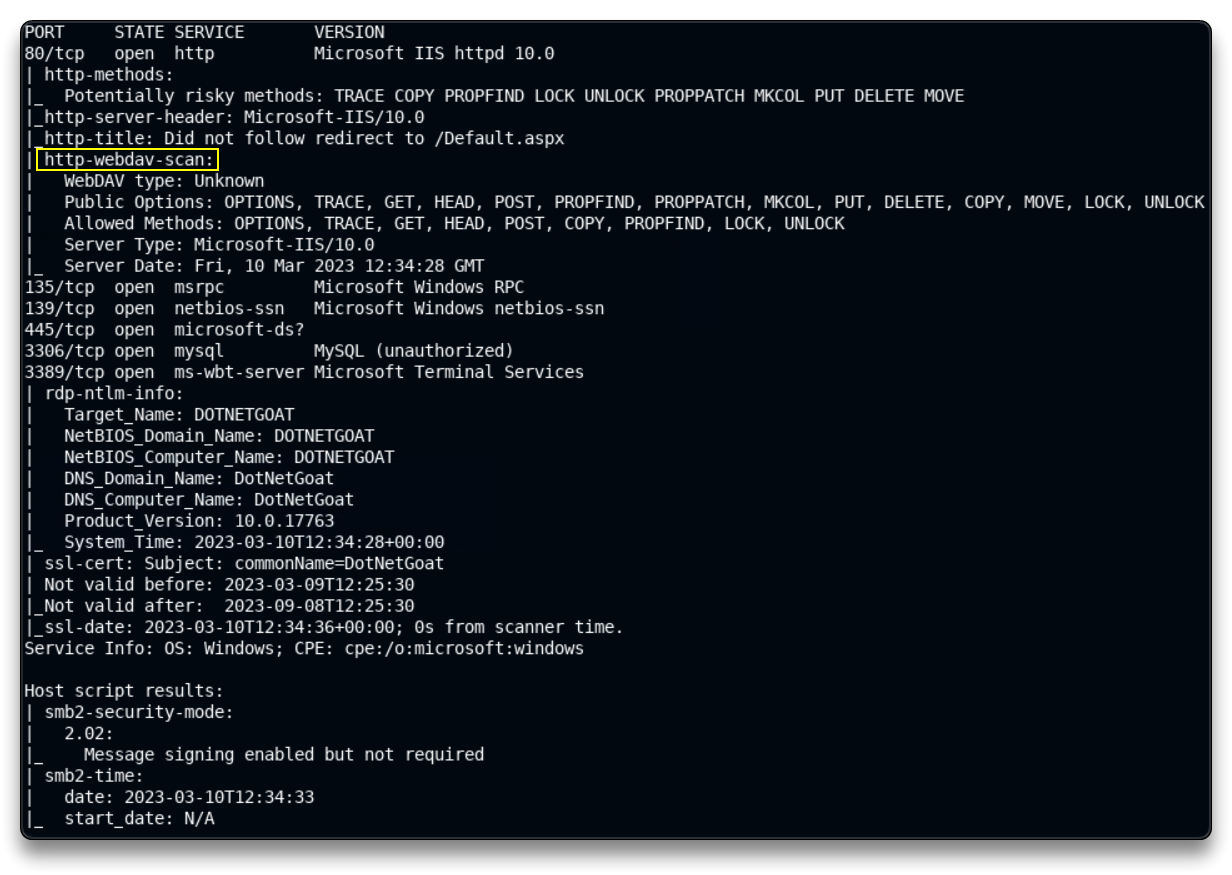 PORT     STATE SERVICE       VERSION
80/tcp   open  http          Microsoft IIS httpd 10.0
| http-methods:
|_  Potentially risky methods: TRACE COPY PROPFIND LOCK UNLOCK PROPPATCH MKCOL PUT DELETE MOVE
|_http-server-header: Microsoft-IIS/10.0
|_http-title: Did not follow redirect to /Default.aspx
| http-webdav-scan:
|   WebDAV type: Unknown
|   Public Options: OPTIONS, TRACE, GET, HEAD, POST, PROPFIND, PROPPATCH, MKCOL, PUT, DELETE, COPY, MOVE, LOCK, UNLOCK
|   Allowed Methods: OPTIONS, TRACE, GET, HEAD, POST, COPY, PROPFIND, LOCK, UNLOCK
|   Server Type: Microsoft-IIS/10.0
|_  Server Date: Fri, 10 Mar 2023 12:34:28 GMT
135/tcp  open  msrpc         Microsoft Windows RPC
139/tcp  open  netbios-ssn   Microsoft Windows netbios-ssn
445/tcp  open  microsoft-ds?
3306/tcp open  mysql         MySQL (unauthorized)
3389/tcp open  ms-wbt-server Microsoft Terminal Services
| rdp-ntlm-info:
|   Target_Name: DOTNETGOAT
|   NetBIOS_Domain_Name: DOTNETGOAT
|   NetBIOS_Computer_Name: DOTNETGOAT
|   DNS_Domain_Name: DotNetGoat
|   DNS_Computer_Name: DotNetGoat
|   Product_Version: 10.0.17763
|_  System_Time: 2023-03-10T12:34:28+00:00
| ssl-cert: Subject: commonName=DotNetGoat
| Not valid before: 2023-03-09T12:25:30
|_Not valid after:  2023-09-08T12:25:30
|_ssl-date: 2023-03-10T12:34:36+00:00; 0s from scanner time.
Service Info: OS: Windows; CPE: cpe:/o:microsoft:windows

Host script results:
| smb2-security-mode:
|   2.02:
|_    Message signing enabled but not required
| smb2-time:
|   date: 2023-03-10T12:34:33
|_  start_date: N/A